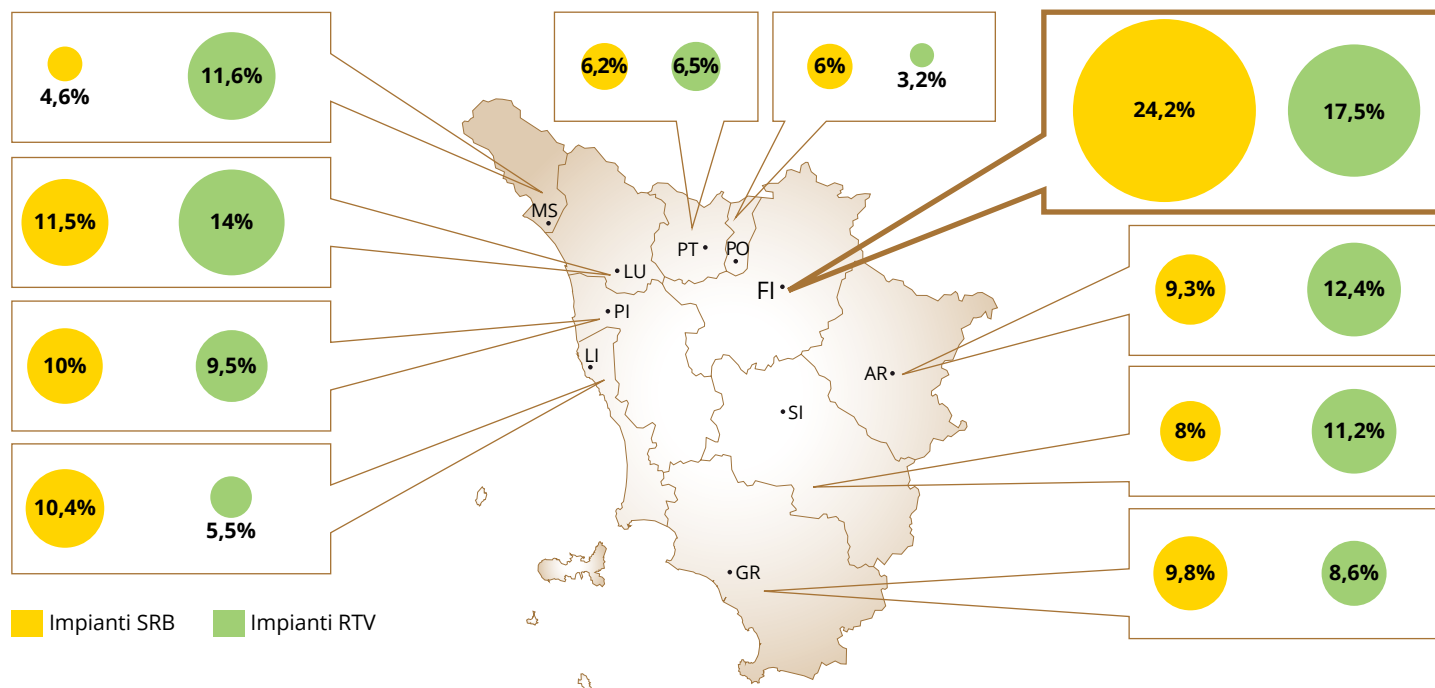 4,6%
11,6%
6,2%
6,5%
6%
3,2%
24,2%
17,5%
11,5%
14%
10%
9,5%
10,4%
5,5%
9,3%
12,4%
8%
11,2%
9,8%
8,6%
MS
LU
PT
PO
FI
PI
LI
AR
SI
GR
Impianti SRB
Impianti RTV